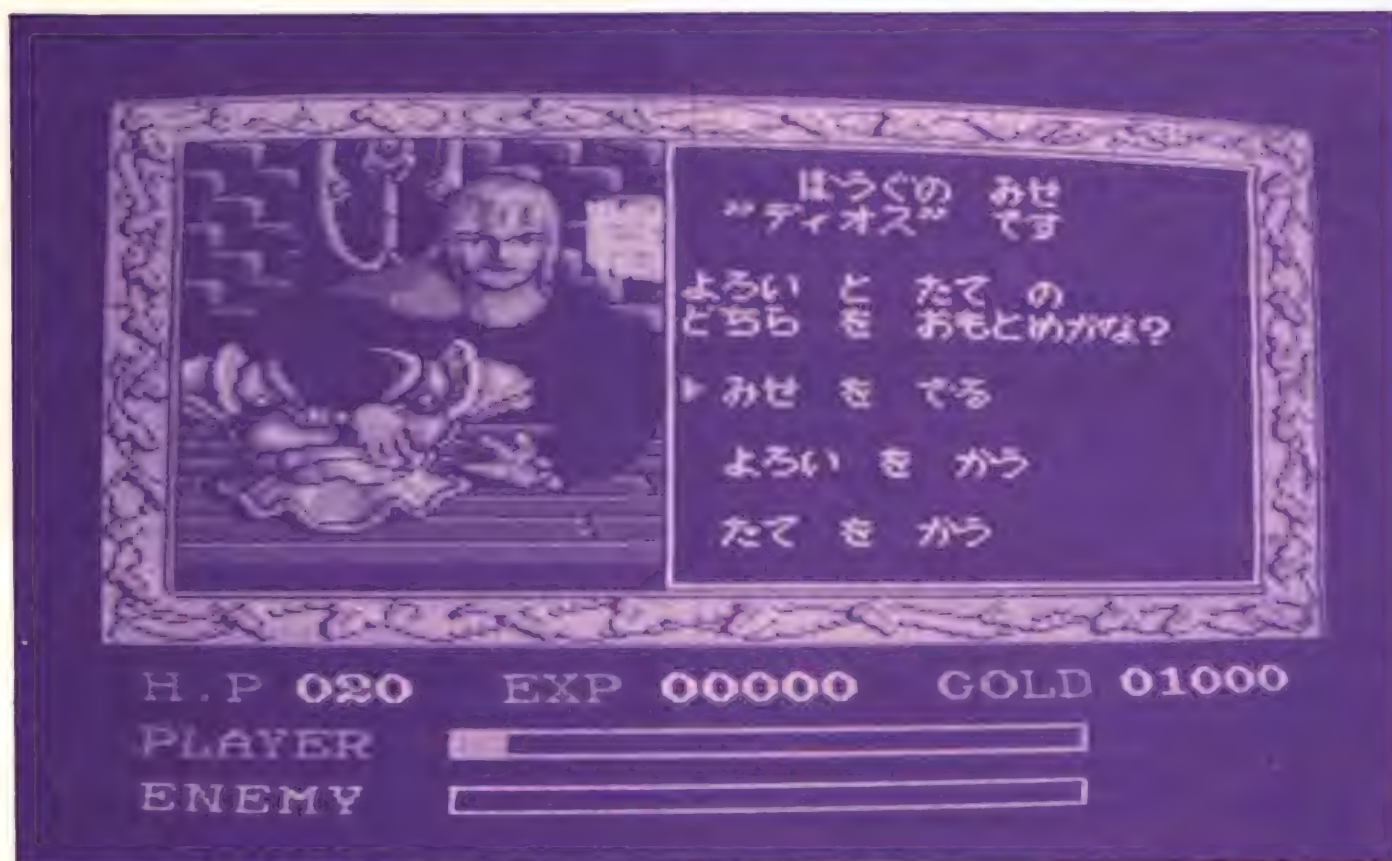 ぼうぐの みせ
"ディオス" です
よろい と たて の
どちら を おもとめかな?
▶ みせ を でる
よろい を かう
たて を かう
H.P 020 EXP 00000 GOLD 01000
PLAYER
ENEMY